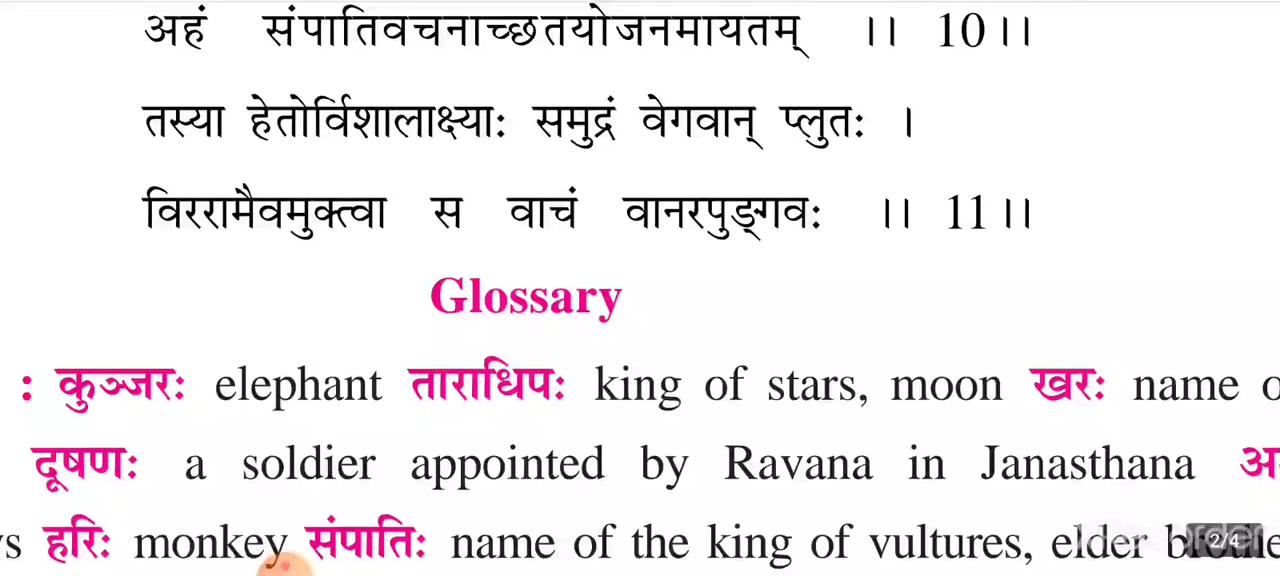 अहं संपातिवचनाच्छतयोजनमायतम् ।। 10।।
तस्या हेतोर्विशालाक्ष्याः समुद्रं वेगवान् प्लुतः ।
विररामैवमुक्त्वा स वाचं वानरपुङ्गवः ।। 11।।
Glossary
: कुञ्जरः elephant ताराधिपः king of stars, moon खरः name o
दूषणः a soldier appointed by Ravana in Janasthana अ
s हरिः monkey संपातिः name of the king of vultures, elder
2/4